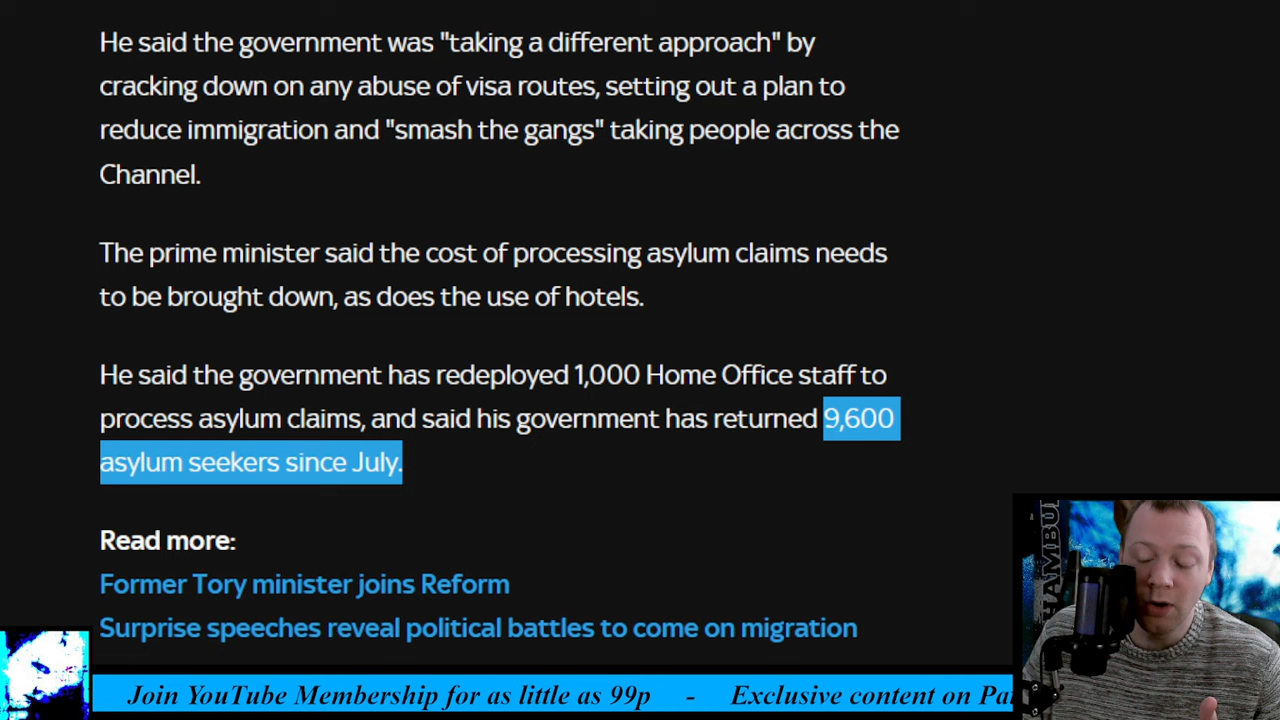 He said the government was "taking a different approach" by
cracking down on any abuse of visa routes, setting out a plan to
reduce immigration and "smash the gangs" taking people across the
Channel.
The prime minister said the cost of processing asylum claims needs
to be brought down, as does the use of hotels.
He said the government has redeployed 1,000 Home Office staff to
process asylum claims, and said his government has returned 9,600
asylum seekers since July.
Read more:
Former Tory minister joins Reform
Surprise speeches reveal political battles to come on migration
Join YouTube Membership for as little as 99p - Exclusive content on